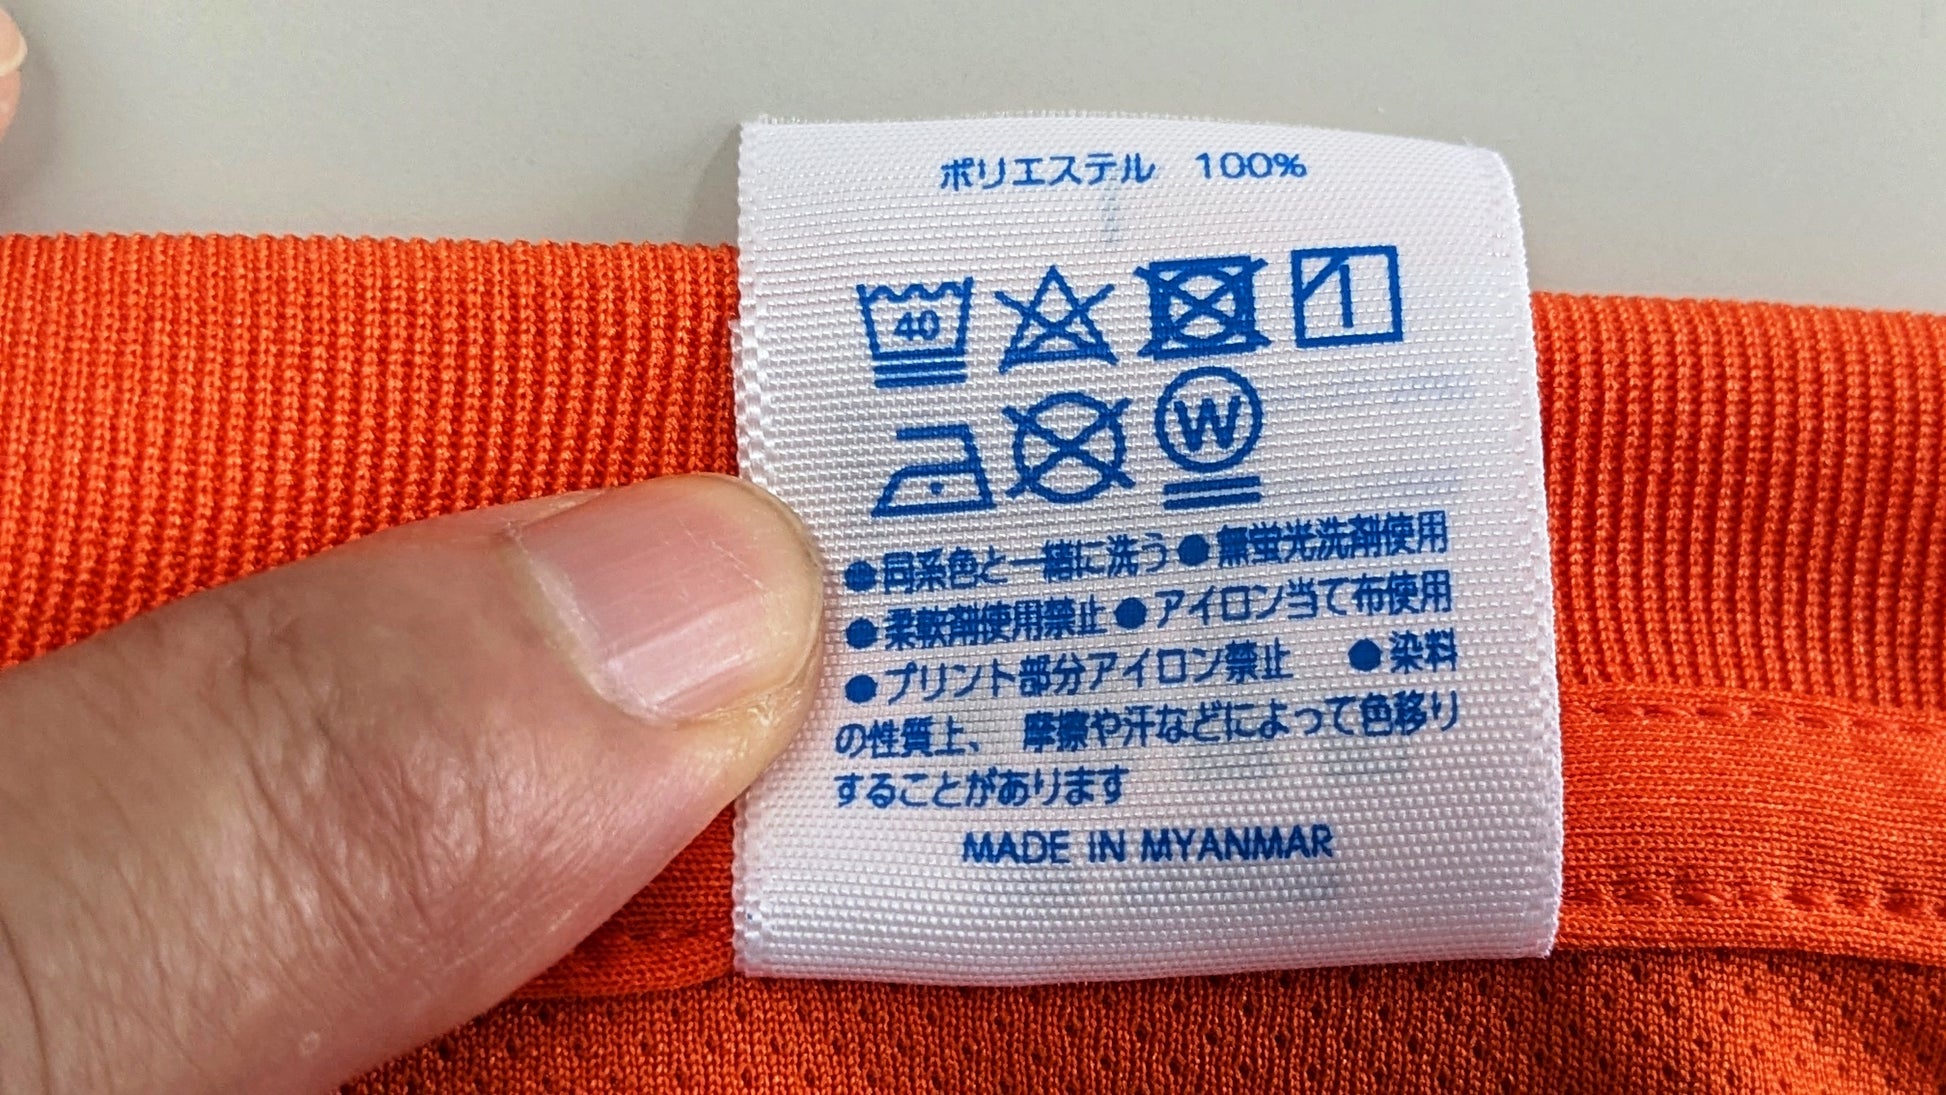 ポリエステル 100%
40
W
●同系色と一緒に洗う●無蛍光洗剤使用
●柔軟剤使用禁止●アイロン当て布使用
●プリント部分アイロン禁止 ●染料
の性質上、 摩擦や汗などによって色移り
することがあります
MADE IN MYANMAR